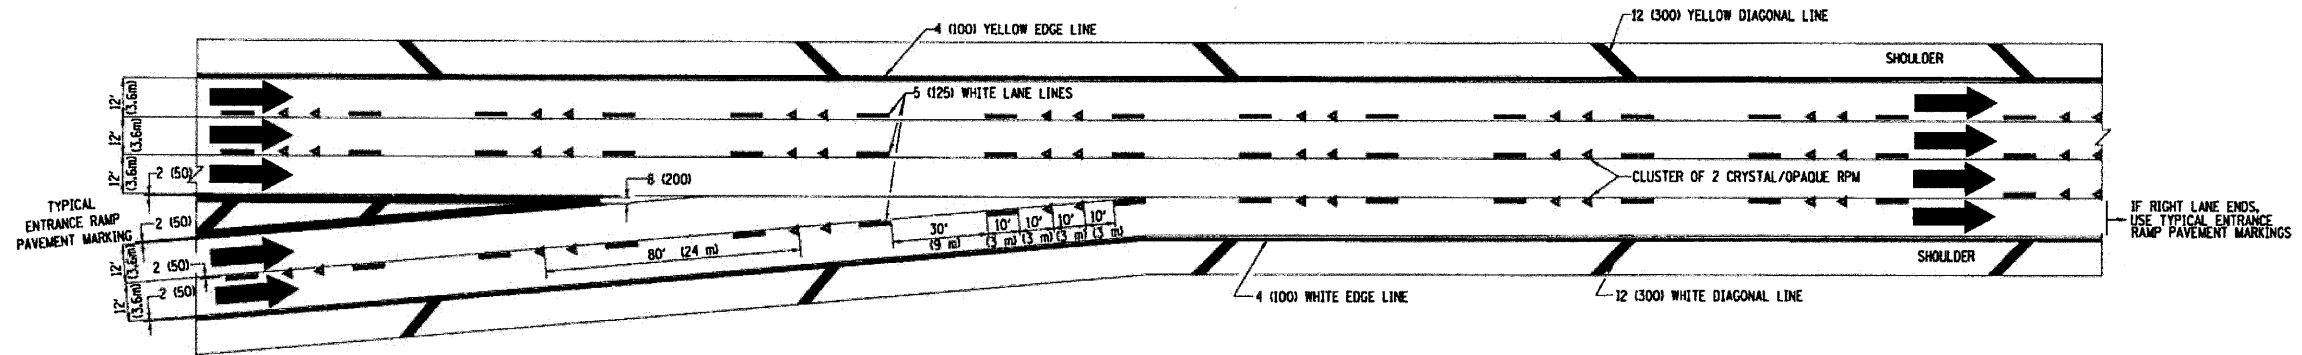 12 (300) YELLOW DIAGONAL LINE
4 (100) YELLOW EDGE LINE
SHOULDER
5 (125) WHITE LANE LINES
12'
(3.6m)
12'
(3.6m)
12'
(3.6m)
2 (50)
8 (200)
CLUSTER OF 2 CRYSTAL/OPAQUE RPM
TYPICAL
ENTRANCE RAMP
PAVEMENT MARKING
2 (50)
IF RIGHT LANE ENDS,
USE TYPICAL ENTRANCE
RAMP PAVEMENT MARKINGS
30'
(9 m)
10'
(3 m)
10'
(3 m)
10'
(3 m)
10'
(3 m)
80' (24 m)
2 (50)
12'
(3.6m)
2 (50)
12'
(3.6m)
SHOULDER
4 (100) WHITE EDGE LINE
12 (300) WHITE DIAGONAL LINE